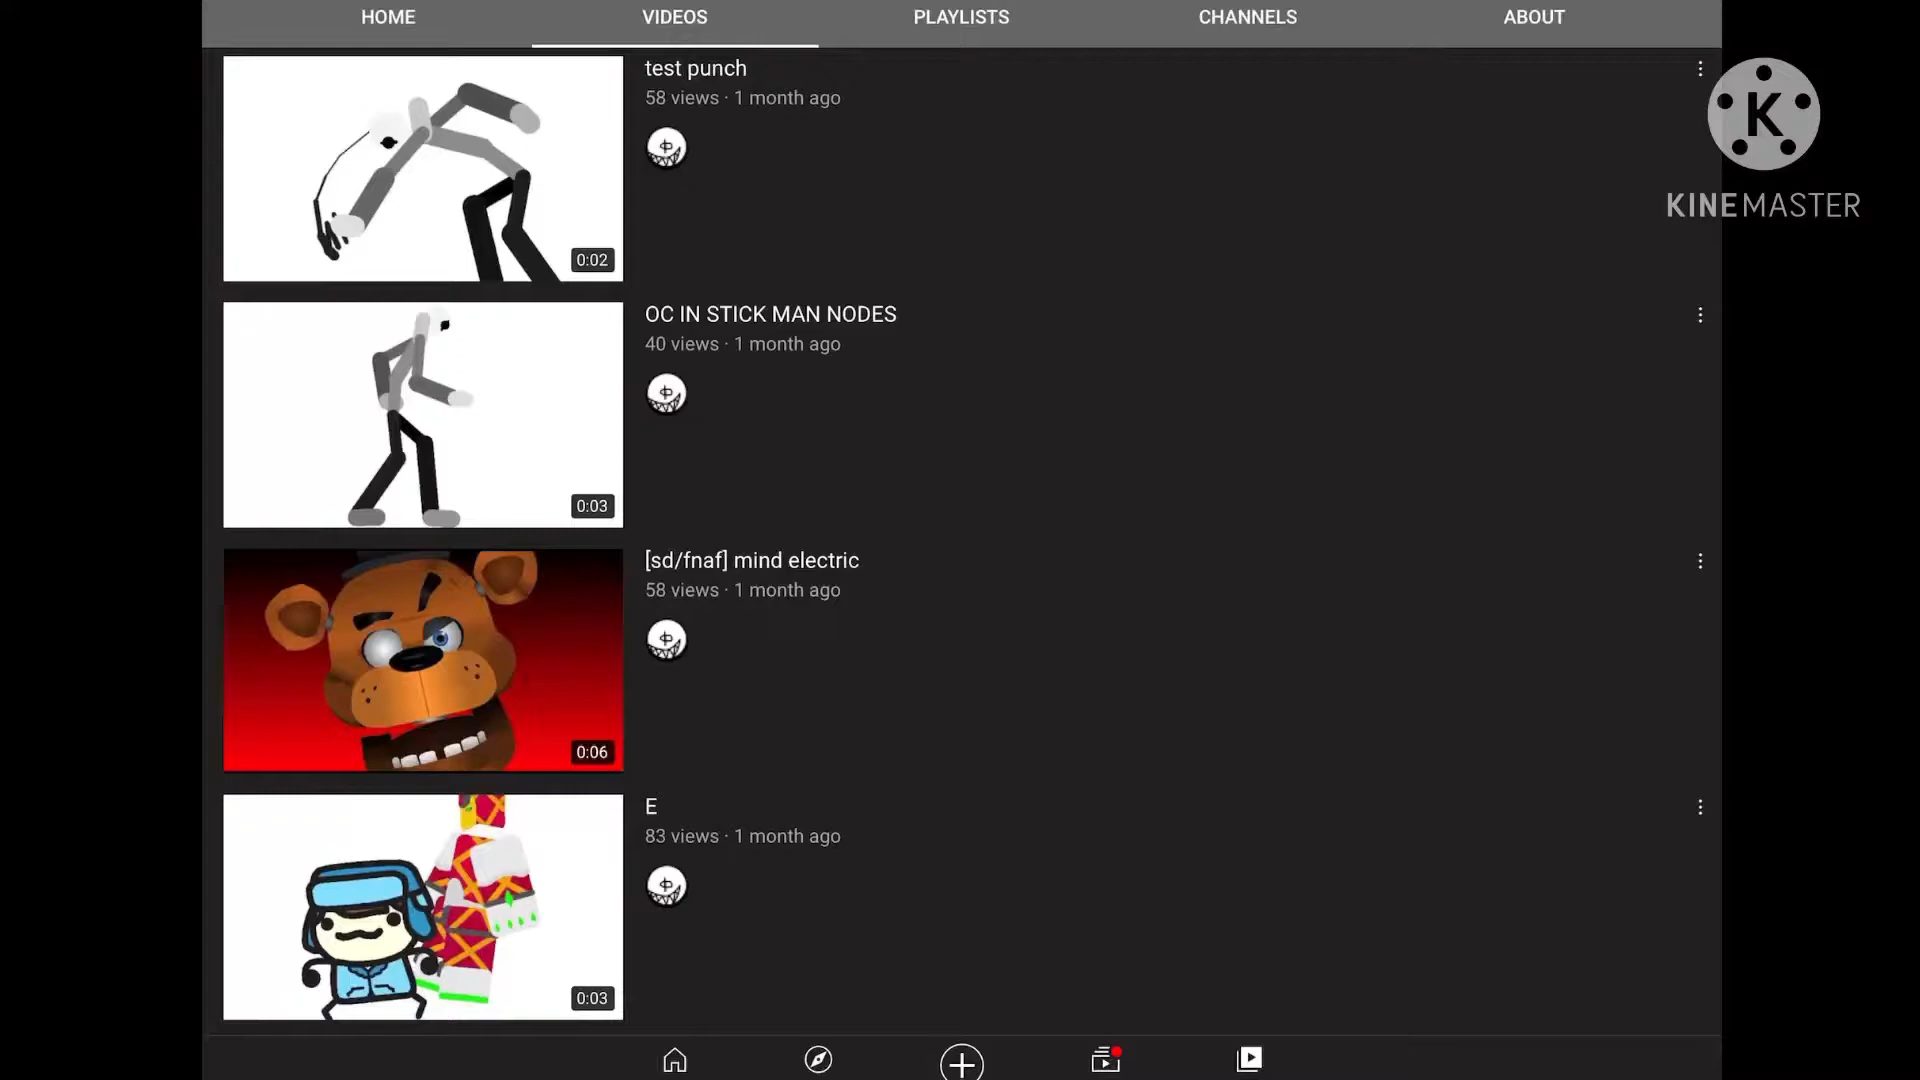 HOME VIDEOS PLAYLISTS CHANNELS ABOUT
test punch
58 views · 1 month ago
0:02
K
KINEMASTER
OC IN STICK MAN NODES
40 views · 1 month ago
0:03
[sd/fnaf] mind electric
58 views · 1 month ago
0:06
E
83 views · 1 month ago
0:03